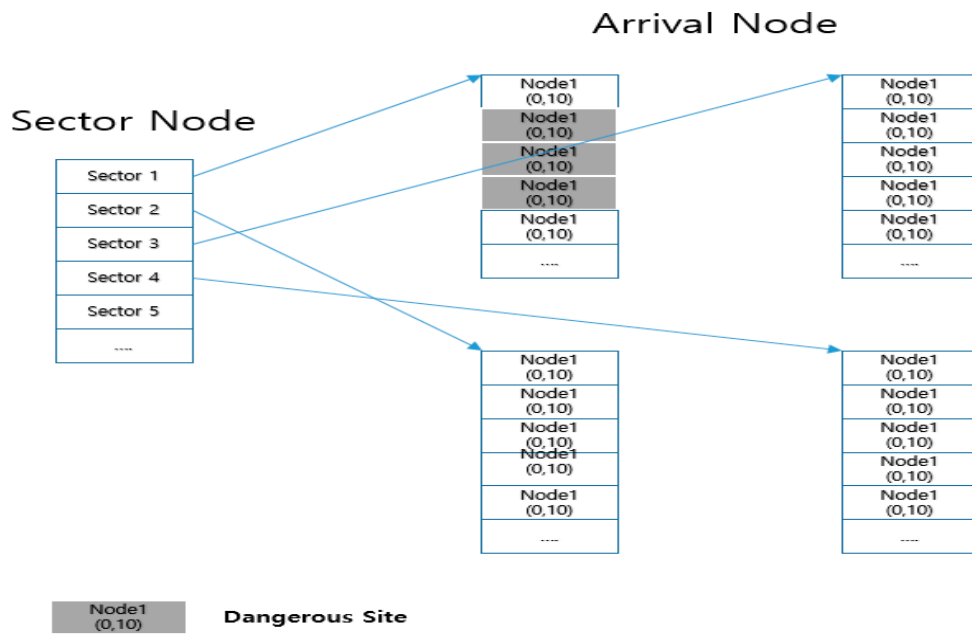 Arrival Node
Sector Node
Sector 1
Sector 2
Sector 3
Sector 4
Sector 5
....
Node1
(0,10)
Node1
(0,10)
Node1
(0,10)
Node1
(0,10)
Node1
(0,10)
....
Node1
(0,10)
Node1
(0,10)
Node1
(0,10)
Node1
(0,10)
Node1
(0,10)
....
Node1
(0,10)
Node1
(0,10)
Node1
(0,10)
Node1
(0,10)
Node1
(0,10)
....
Node1
(0,10)
Node1
(0,10)
Node1
(0,10)
Node1
(0,10)
Node1
(0,10)
....
Node1
(0,10)
Dangerous Site